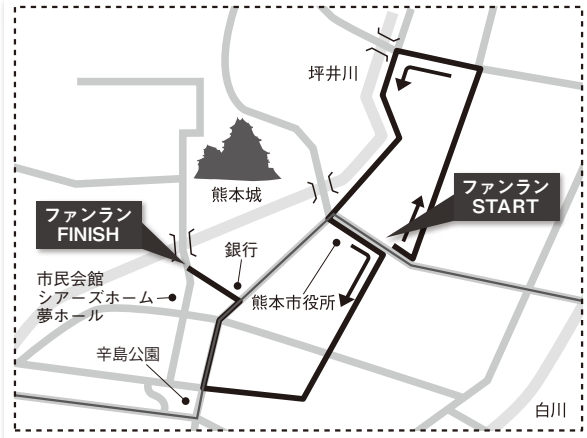 坪井川
熊本城
ファンラン
START
ファンラン
FINISH
銀行
熊本市役所
市民会館
シアーズホーム
夢ホール
辛島公園
白川